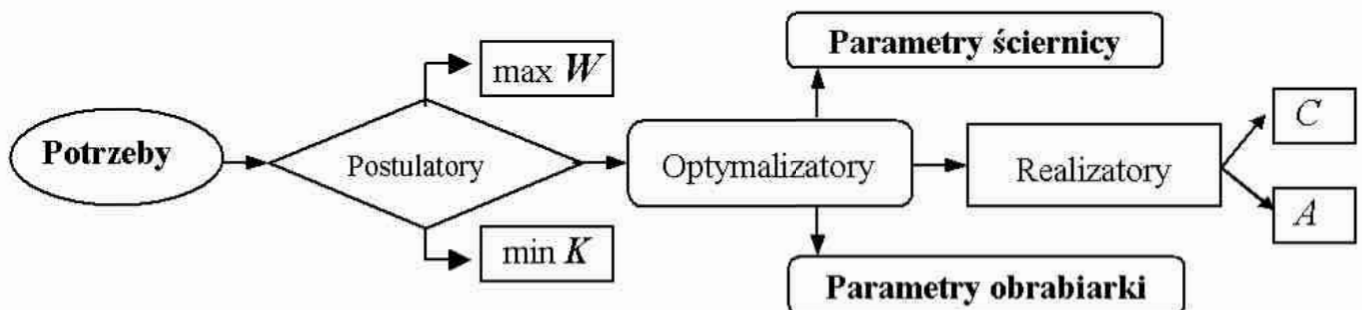 Parametry ściernicy
max W
C
Potrzeby
Postulatory
Optymalizatory
Realizatory
A
min K
Parametry obrabiarki